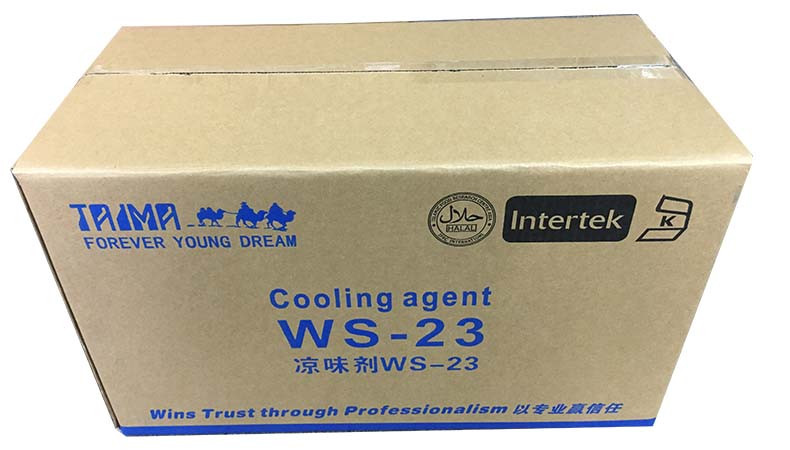 TAIMA
FOREVER YOUNG DREAM
حلال
HALAL
Intertek
K
Cooling agent
WS-23
凉味剂WS-23
Wins Trust through Professionalism 以专业赢信任